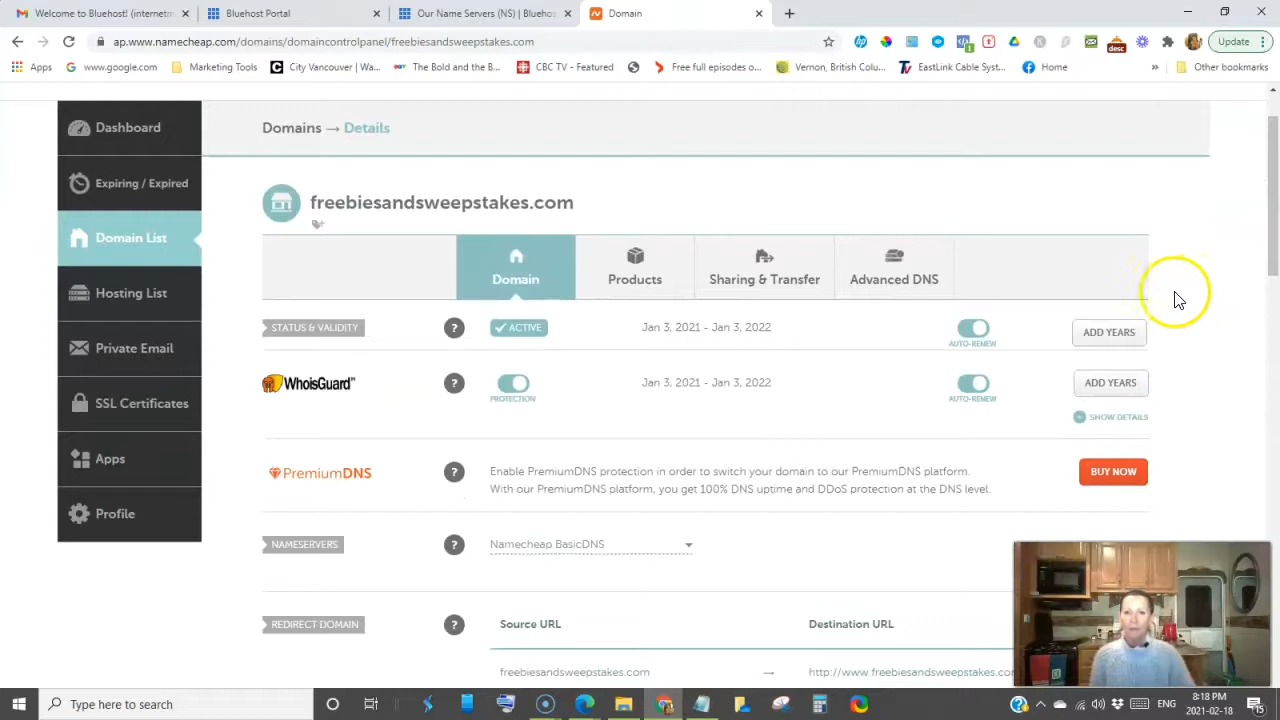 Welcome to Bluehost (internetm
Bluehost Portal
Our Name Servers (NS) | Blueho
Domain
ap.www.namecheap.com/domains/domaincontrolpanel/freebiesandsweepstakes.com
desc
Update
Apps
www.google.com
Marketing Tools
City Vancouver | Wa...
The Bold and the B...
CBC TV - Featured
Free full episodes o...
Vernon, British Colu...
EastLink Cable Syst...
Home
Other bookmarks
Dashboard
Expiring / Expired
Domain List
Hosting List
Private Email
SSL Certificates
Apps
Profile
Domains → Details
freebiesandsweepstakes.com
Domain
Products
Sharing & Transfer
Advanced DNS
STATUS & VALIDITY
?
ACTIVE
Jan 3, 2021 - Jan 3, 2022
AUTO-RENEW
ADD YEARS
WhoisGuard
?
PROTECTION
Jan 3, 2021 - Jan 3, 2022
AUTO-RENEW
ADD YEARS
SHOW DETAILS
PremiumDNS
?
Enable PremiumDNS protection in order to switch your domain to our PremiumDNS platform.
With our PremiumDNS platform, you get 100% DNS uptime and DDoS protection at the DNS level.
BUY NOW
NAMESERVERS
?
Namecheap BasicDNS
REDIRECT DOMAIN
?
Source URL
Destination URL
freebiesandsweepstakes.com
→
http://www.freebiesandsweepstakes.co
Type here to search
ENG
8:18 PM
2021-02-18